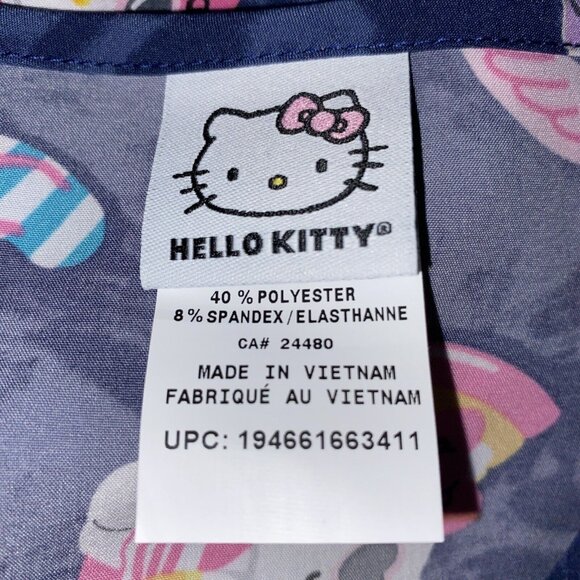 HELLO KITTY®
40 % POLYESTER
8% SPANDEX/ELASTHANNE
CA# 24480
MADE IN VIETNAM
FABRIQUÉ AU VIETNAM
UPC: 194661663411